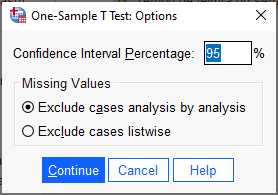 One-Sample T Test: Options
Confidence Interval Percentage: 95 %
Missing Values
Exclude cases analysis by analysis
Exclude cases listwise
Continue Cancel Help